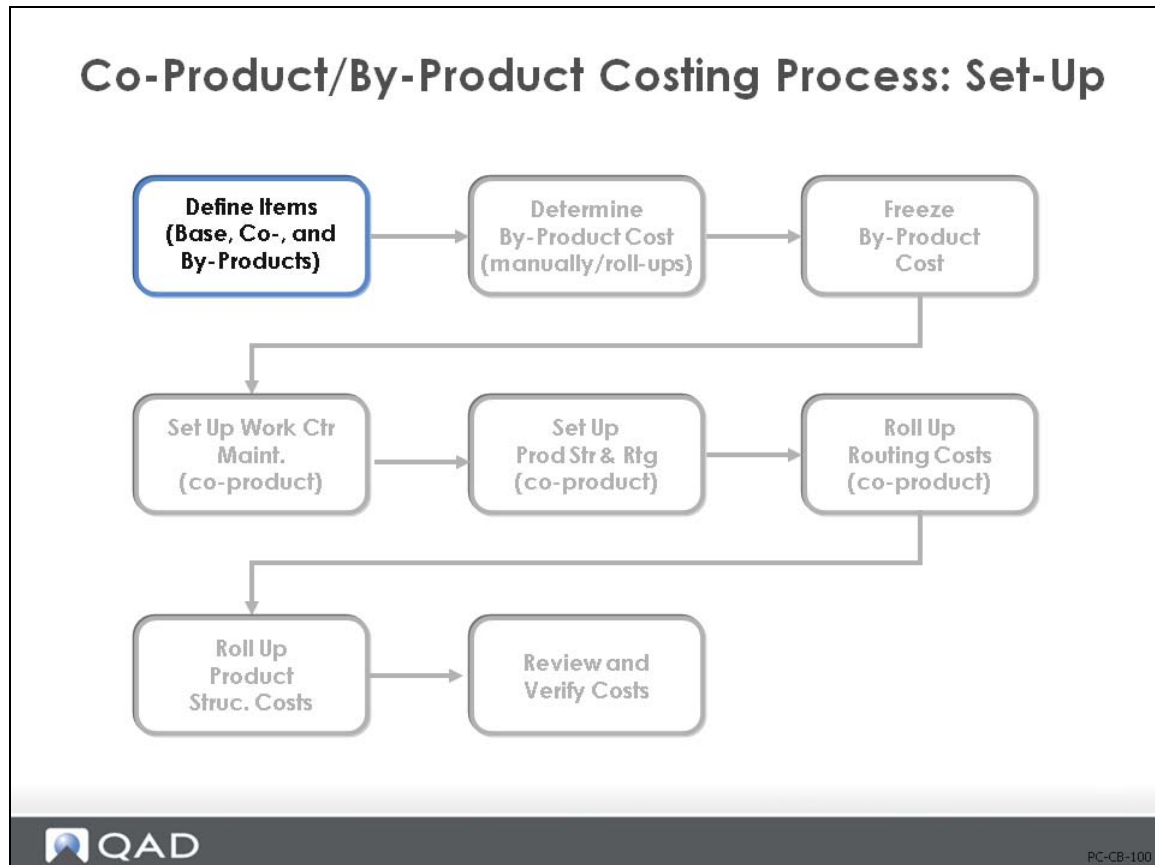 Co-Product/By-Product Costing Process: Set-Up
Define Items
(Base, Co-, and
By-Products)
Determine
By-Product Cost
(manually/roll-ups)
Freeze
By-Product
Cost
Set Up Work Ctr
Maint.
(co-product)
Set Up
Prod Str & Rtg
(co-product)
Roll Up
Routing Costs
(co-product)
Roll Up
Product
Struc. Costs
Review and
Verify Costs
QAD
PC-CB-100